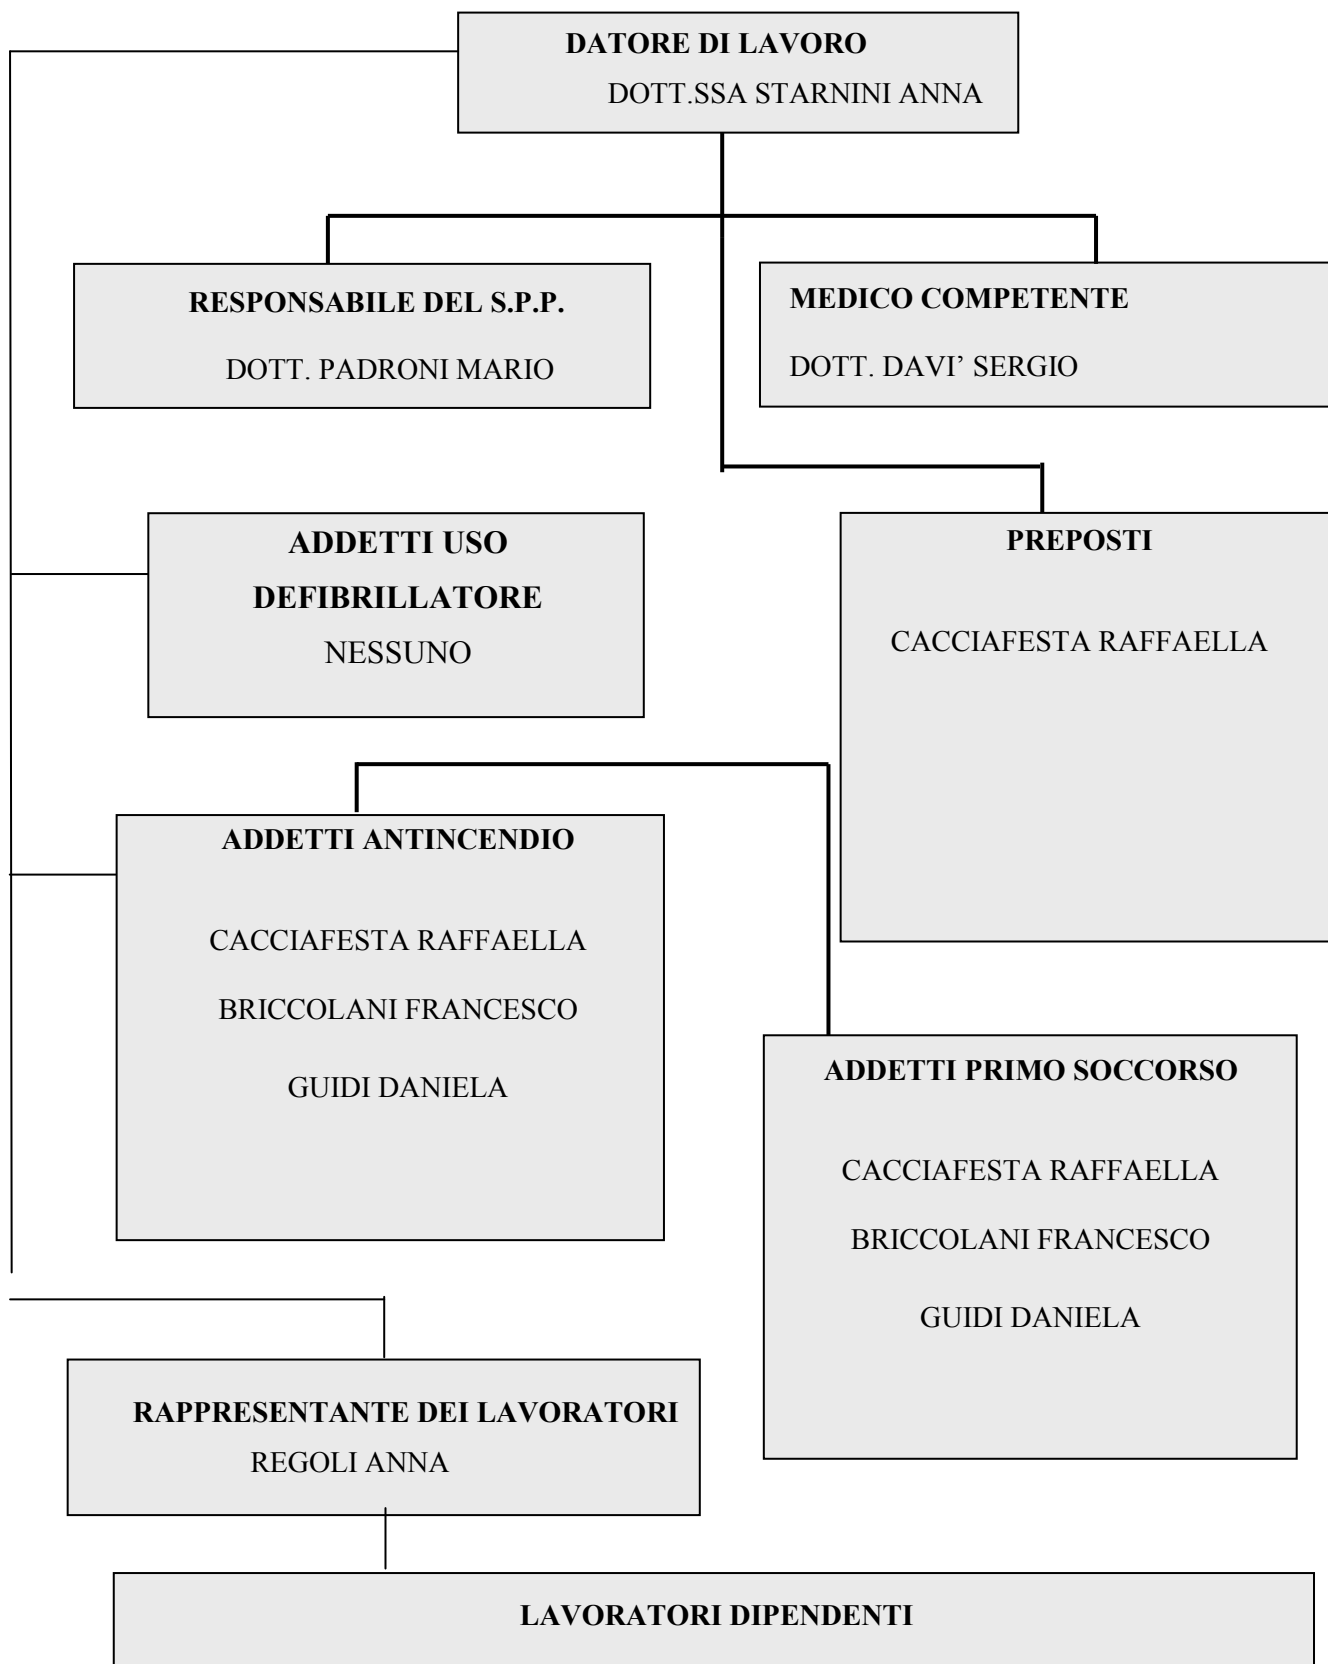 DATORE DI LAVORO
DOTT.SSA STARNINI ANNA
RESPONSABILE DEL S.P.P.
DOTT. PADRONI MARIO
MEDICO COMPETENTE
DOTT. DAVI’ SERGIO
ADDETTI USO
DEFIBRILLATORE
NESSUNO
PREPOSTI
CACCIAFESTA RAFFAELLA
ADDETTI ANTINCENDIO
CACCIAFESTA RAFFAELLA
BRICCOLANI FRANCESCO
GUIDI DANIELA
ADDETTI PRIMO SOCCORSO
CACCIAFESTA RAFFAELLA
BRICCOLANI FRANCESCO
GUIDI DANIELA
RAPPRESENTANTE DEI LAVORATORI
REGOLI ANNA
LAVORATORI DIPENDENTI